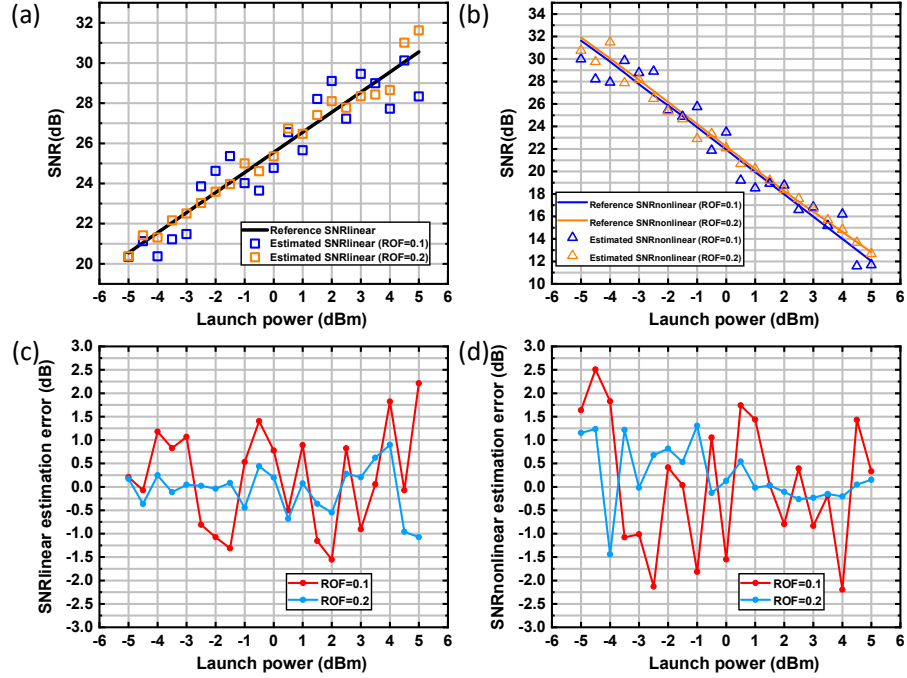 (a)
SNR(dB)
32
30
28
26
24
22
20
Reference SNRlinear
Estimated SNRlinear (ROF=0.1)
Estimated SNRlinear (ROF=0.2)
-6 -5 -4 -3 -2 -1 0 1 2 3 4 5 6
Launch power (dBm)
(b)
SNR(dB)
34
32
30
28
26
24
22
20
18
16
14
12
10
Reference SNRnonlinear (ROF=0.1)
Reference SNRnonlinear (ROF=0.2)
Estimated SNRnonlinear (ROF=0.1)
Estimated SNRnonlinear (ROF=0.2)
-6 -5 -4 -3 -2 -1 0 1 2 3 4 5 6
Launch power (dBm)
(c)
SNRlinear estimation error (dB)
3.0
2.5
2.0
1.5
1.0
0.5
0.0
-0.5
-1.0
-1.5
-2.0
-2.5
-3.0
ROF=0.1
ROF=0.2
-6 -5 -4 -3 -2 -1 0 1 2 3 4 5 6
Launch power (dBm)
(d)
SNRnonlinear estimation error (dB)
3.0
2.5
2.0
1.5
1.0
0.5
0.0
-0.5
-1.0
-1.5
-2.0
-2.5
-3.0
ROF=0.1
ROF=0.2
-6 -5 -4 -3 -2 -1 0 1 2 3 4 5 6
Launch power (dBm)